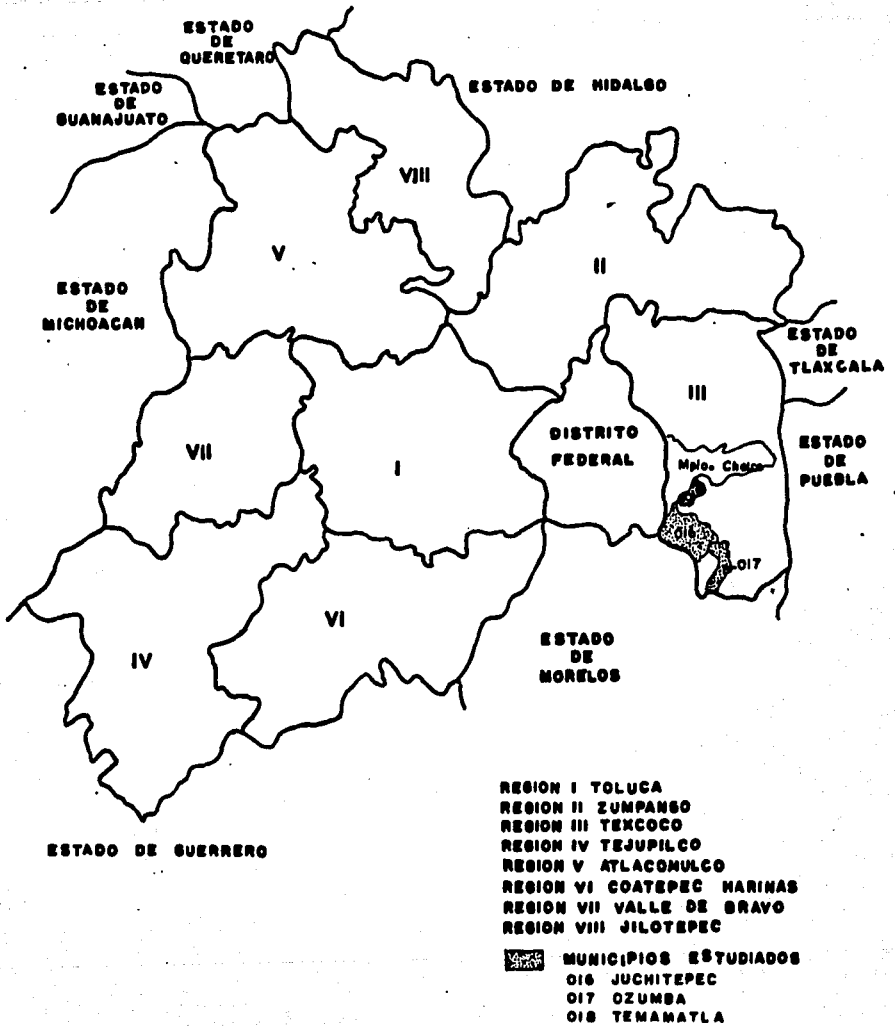 ESTADO
DE
QUERETARO
ESTADO
DE
GUANAJUATO
ESTADO DE HIDALGO
VIII
V
II
ESTADO
DE
MICHOACAN
ESTADO
DE
TLAXCALA
III
DISTRITO
FEDERAL
ESTADO
DE
PUEBLA
VII
I
Mpio. Chalco
016
017
VI
IV
ESTADO
DE
MORELOS
ESTADO DE GUERRERO
REGION I TOLUCA
REGION II ZUMPANGO
REGION III TEXCOCO
REGION IV TEJUPILCO
REGION V ATLACOMULCO
REGION VI COATEPEC HARINAS
REGION VII VALLE DE BRAVO
REGION VIII JILOTEPEC
MUNICIPIOS ESTUDIADOS
016 JUCHITEPEC
017 OZUMBA
018 TEMAMATLA